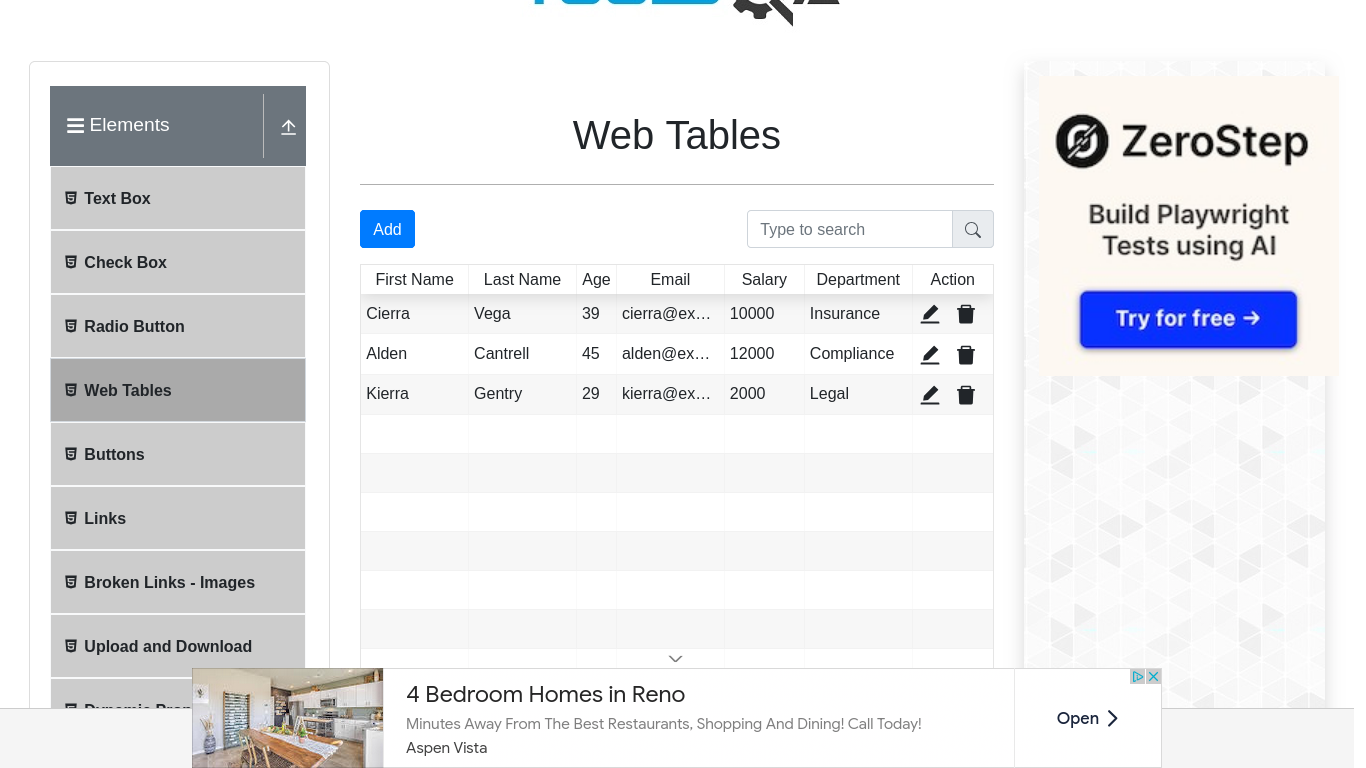 Elements
Text Box
Check Box
Radio Button
Web Tables
Buttons
Links
Broken Links - Images
Upload and Download
Web Tables
Add
Type to search
First Name Last Name Age Email Salary Department Action
Cierra Vega 39 cierra@ex... 10000 Insurance
Alden Cantrell 45 alden@ex... 12000 Compliance
Kierra Gentry 29 kierra@ex... 2000 Legal
ZeroStep
Build Playwright
Tests using AI
Try for free →
4 Bedroom Homes in Reno
Minutes Away From The Best Restaurants, Shopping And Dining! Call Today!
Aspen Vista
Open